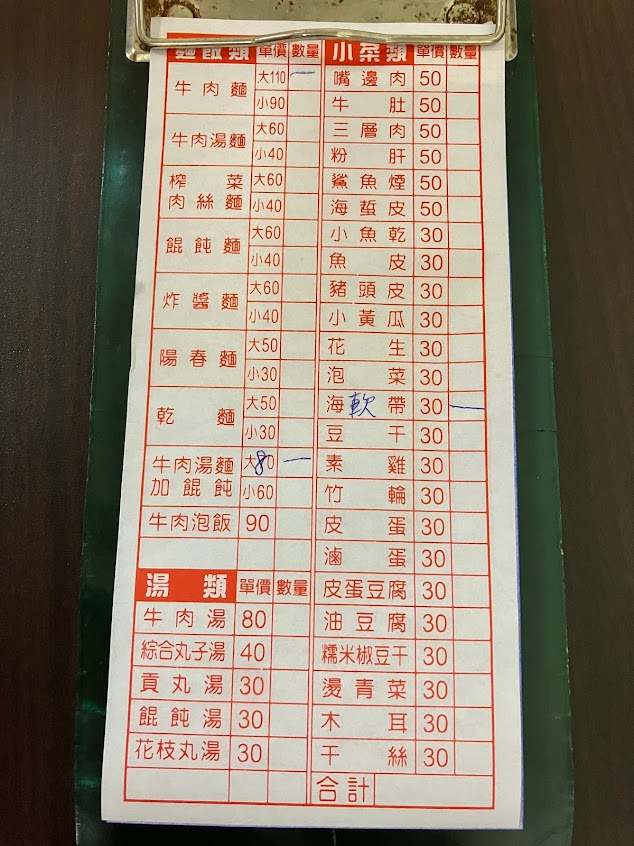 麵飯類 單價 數量
牛肉麵 大110 一
小90
牛肉湯麵 大60
小40
榨菜肉絲麵 大60
小40
餛飩麵 大60
小40
炸醬麵 大60
小40
陽春麵 大50
小30
乾麵 大50
小30
牛肉湯麵加餛飩 大80 一
小60
牛肉泡飯 90
湯類 單價 數量
牛肉湯 80
綜合丸子湯 40
貢丸湯 30
餛飩湯 30
花枝丸湯 30
小菜類 單價 數量
嘴邊肉 50
牛肚 50
三層肉 50
粉肝 50
鯊魚煙 50
海蜇皮 50
小魚乾 30
魚皮 30
豬頭皮 30
小黃瓜 30
花生 30
泡菜 30
海軟帶 30 一
豆干 30
素雞 30
竹輪 30
皮蛋 30
滷蛋 30
皮蛋豆腐 30
油豆腐 30
糯米椒豆干 30
燙青菜 30
木耳 30
干絲 30
合計